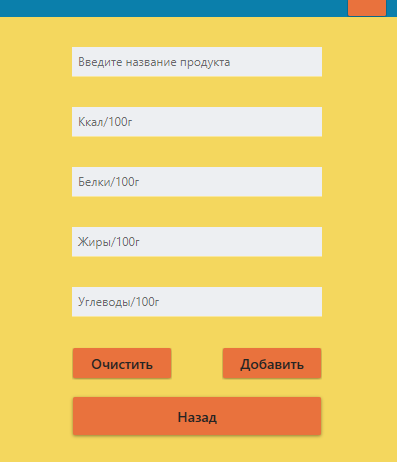 Введите название продукта
Ккал/100г
Белки/100г
Жиры/100г
Углеводы/100г
Очистить
Добавить
Назад